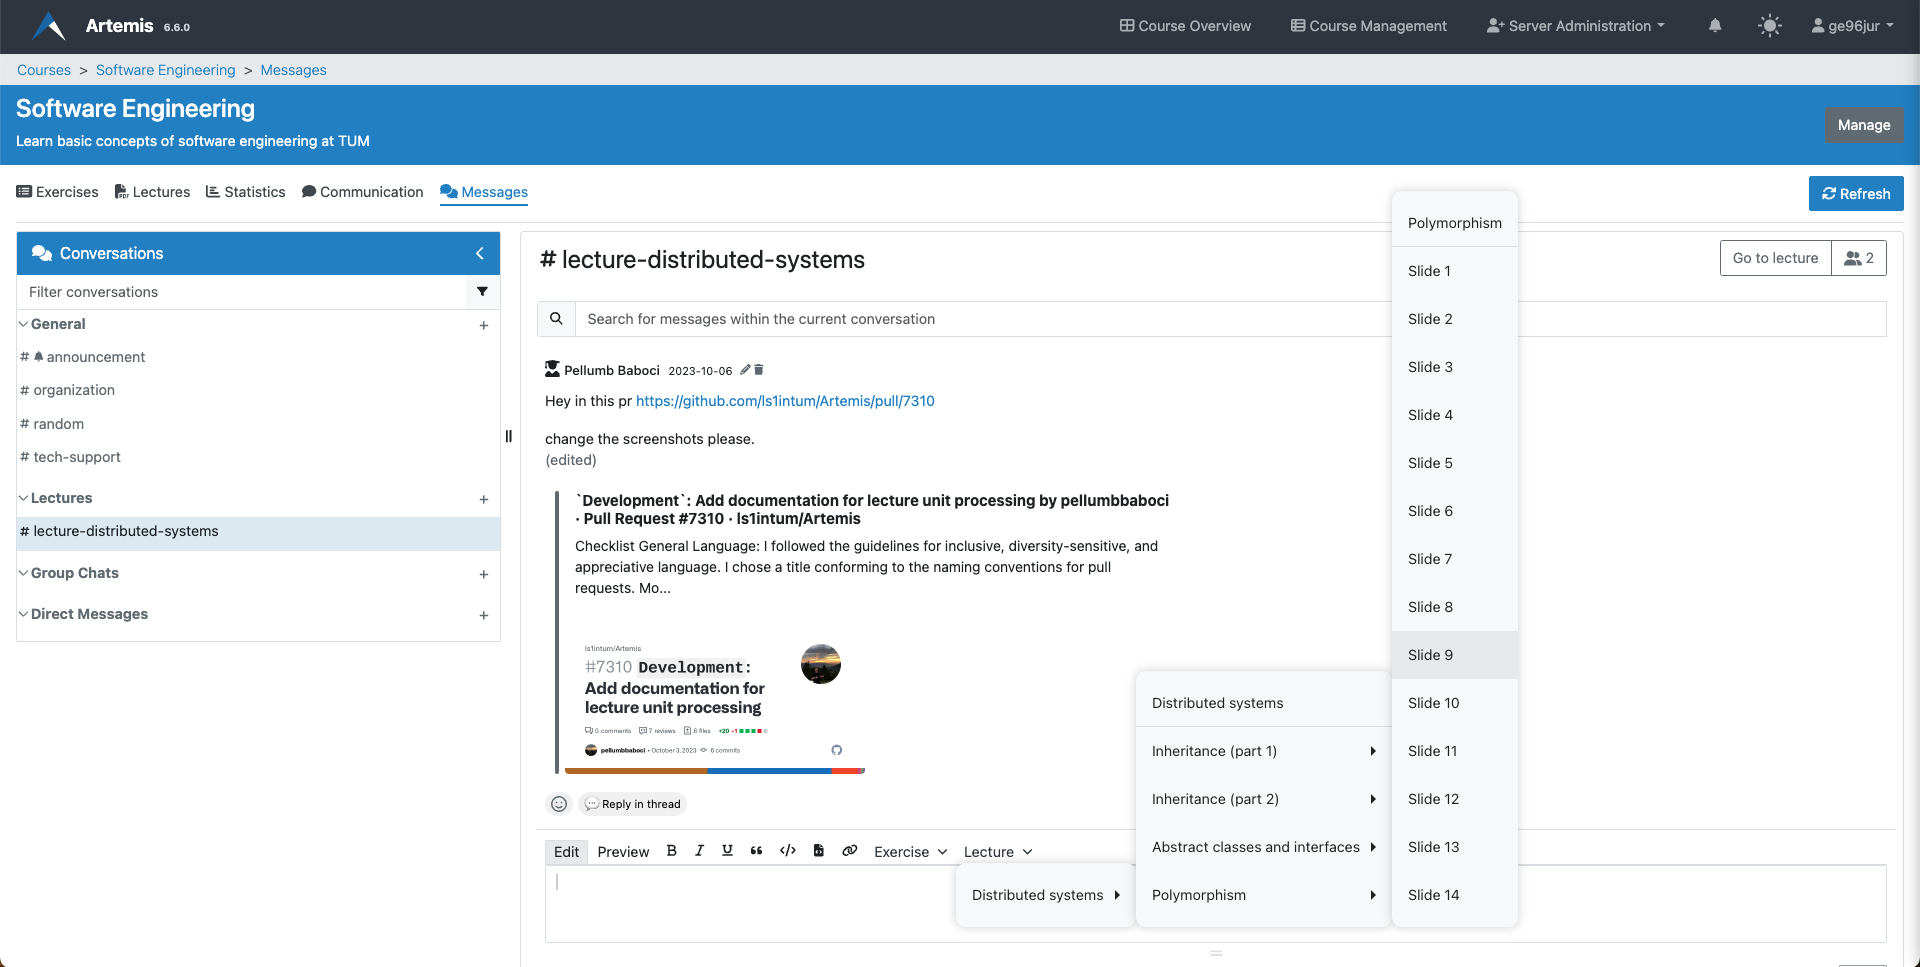 Artemis 6.6.0
Course Overview
Course Management
Server Administration
ge96jur
Courses > Software Engineering > Messages
Software Engineering
Learn basic concepts of software engineering at TUM
Manage
Exercises
Lectures
Statistics
Communication
Messages
Refresh
Conversations
Filter conversations
General +
# announcement
# organization
# random
# tech-support
Lectures +
# lecture-distributed-systems
Group Chats +
Direct Messages +
# lecture-distributed-systems
Go to lecture
2
Search for messages within the current conversation
Pellumb Baboci 2023-10-06
Hey in this pr https://github.com/ls1intum/Artemis/pull/7310
change the screenshots please.
(edited)
`Development`: Add documentation for lecture unit processing by pellumbbaboci
· Pull Request #7310 · ls1intum/Artemis
Checklist General Language: I followed the guidelines for inclusive, diversity-sensitive, and
appreciative language. I chose a title conforming to the naming conventions for pull
requests. Mo...
ls1intum/Artemis
#7310 Development:
Add documentation for
lecture unit processing
0 comments 7 reviews 6 files +20 -1
pellumbbaboci • October 3, 2023 6 commits
Reply in thread
Edit
Preview
B I U
Exercise
Lecture
Distributed systems
Distributed systems
Inheritance (part 1)
Inheritance (part 2)
Abstract classes and interfaces
Polymorphism
Polymorphism
Slide 1
Slide 2
Slide 3
Slide 4
Slide 5
Slide 6
Slide 7
Slide 8
Slide 9
Slide 10
Slide 11
Slide 12
Slide 13
Slide 14